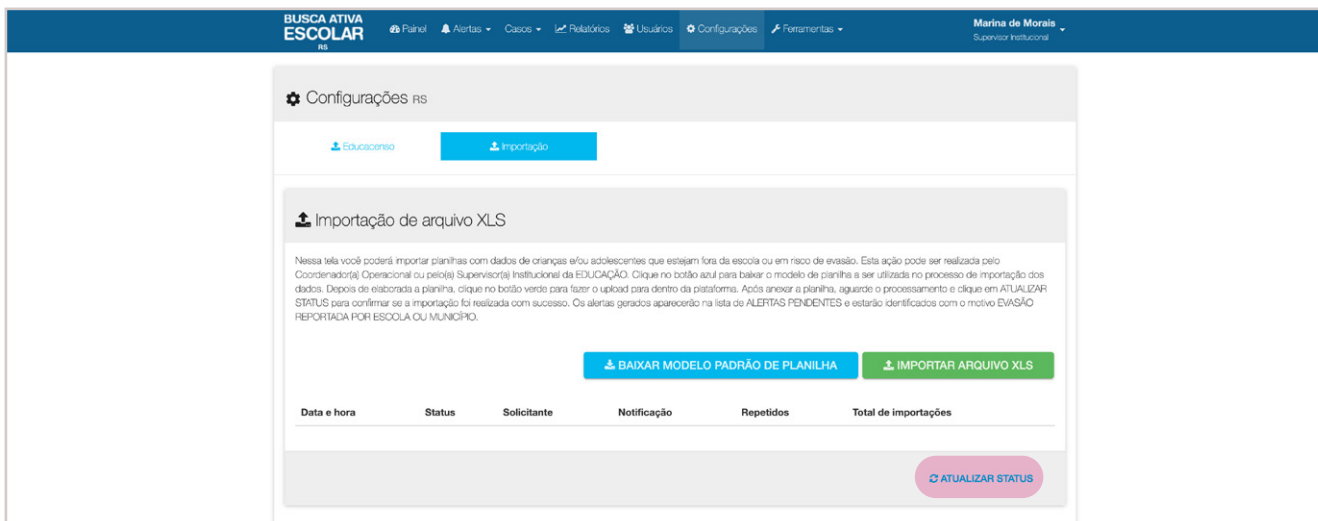 BUSCA ATIVA
ESCOLAR
RS
Painel Alertas Casos Relatórios Usuários Configurações Ferramentas
Marina de Morais
Supervisor Institucional
Configurações RS
Educacenso Importação
Importação de arquivo XLS
Nessa tela você poderá importar planilhas com dados de crianças e/ou adolescentes que estejam fora da escola ou em risco de evasão. Esta ação pode ser realizada pelo
Coordenador(a) Operacional ou pelo(a) Supervisor(a) Institucional da EDUCAÇÃO. Clique no botão azul para baixar o modelo de planilha a ser utilizada no processo de importação dos
dados. Depois de elaborada a planilha, clique no botão verde para fazer o upload para dentro da plataforma. Após anexar a planilha, aguarde o processamento e clique em ATUALIZAR
STATUS para confirmar se a importação foi realizada com sucesso. Os alertas gerados aparecerão na lista de ALERTAS PENDENTES e estarão identificados com o motivo EVASÃO
REPORTADA POR ESCOLA OU MUNICÍPIO.
BAIXAR MODELO PADRÃO DE PLANILHA IMPORTAR ARQUIVO XLS
Data e hora Status Solicitante Notificação Repetidos Total de importações
ATUALIZAR STATUS